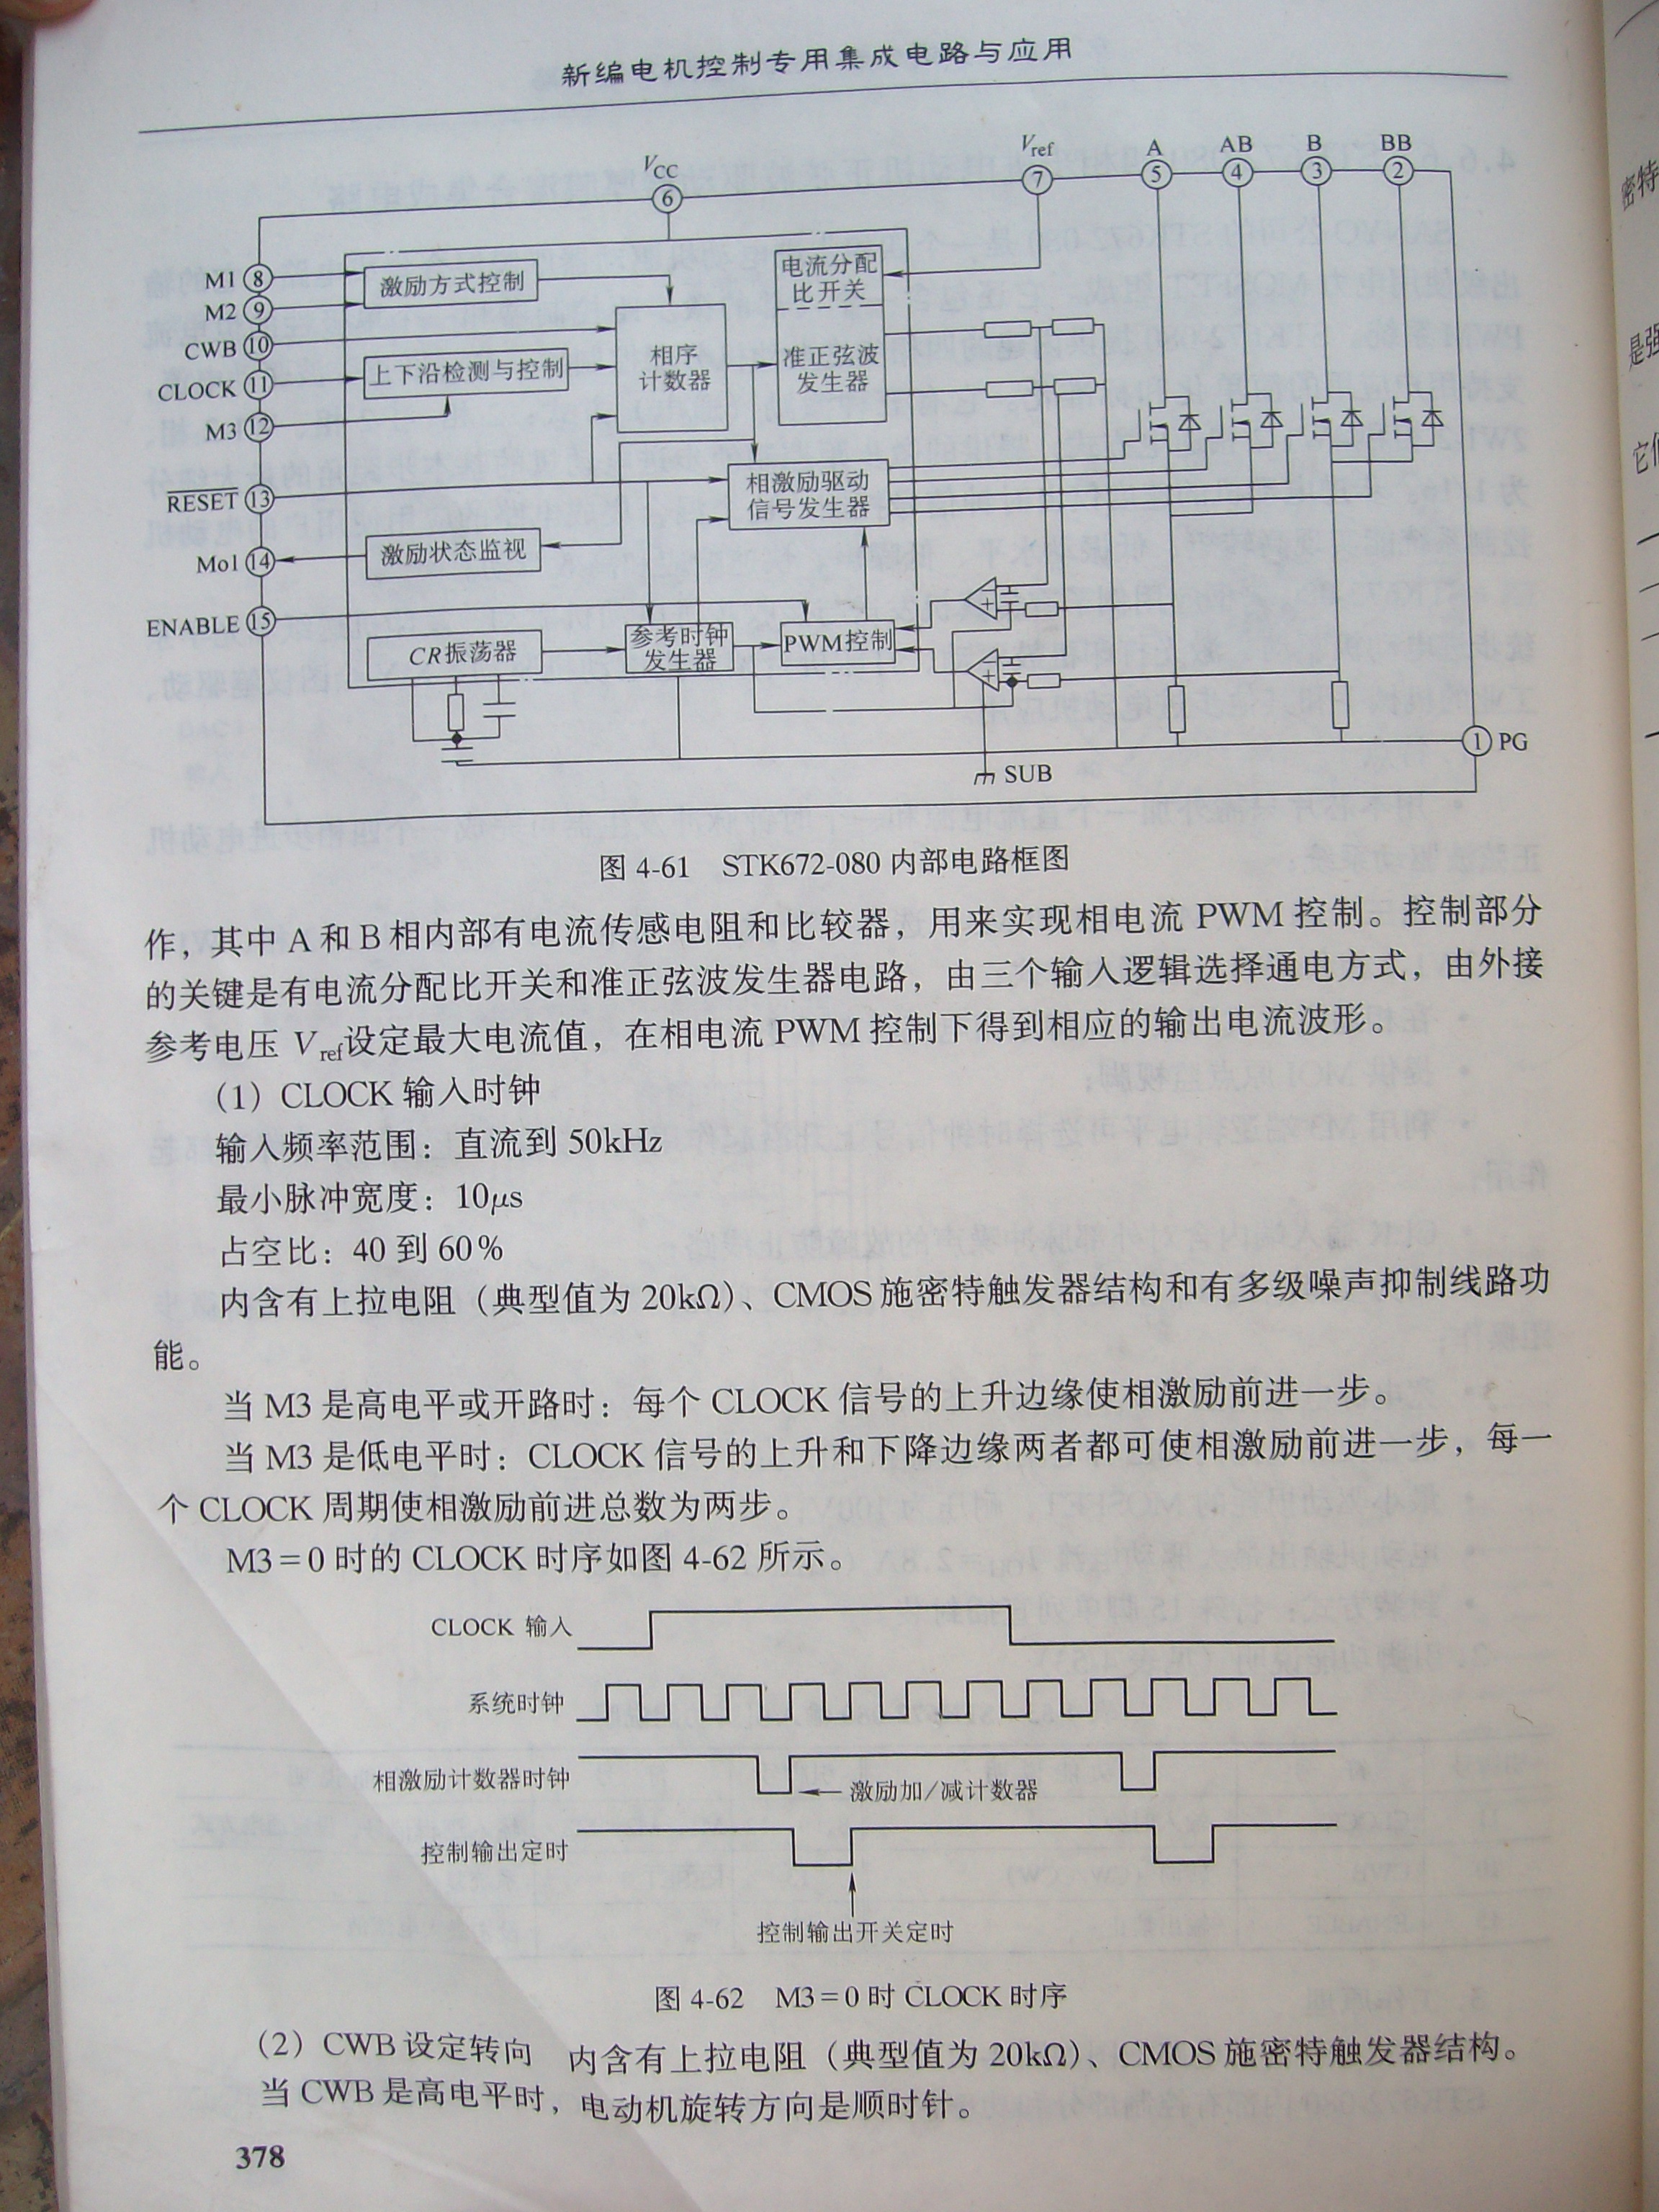 新编电机控制专用集成电路与应用
VCC
Vref
A
AB
B
BB
6
7
5
4
3
2
M1 8
M2 9
CWB 10
CLOCK 11
M3 12
RESET 13
Mo1 14
ENABLE 15
激励方式控制
上下沿检测与控制
相序
计数器
电流分配
比开关
准正弦波
发生器
相激励驱动
信号发生器
激励状态监视
CR振荡器
参考时钟
发生器
PWM控制
+
+
1 PG
SUB
图 4-61 STK672-080 内部电路框图
作，其中 A 和 B 相内部有电流传感电阻和比较器，用来实现相电流 PWM 控制。控制部分
的关键是有电流分配比开关和准正弦波发生器电路，由三个输入逻辑选择通电方式，由外接
参考电压 Vref设定最大电流值，在相电流 PWM 控制下得到相应的输出电流波形。
（1）CLOCK 输入时钟
输入频率范围：直流到 50kHz
最小脉冲宽度：10μs
占空比：40 到 60%
内含有上拉电阻（典型值为 20kΩ）、CMOS 施密特触发器结构和有多级噪声抑制线路功
能。
当 M3 是高电平或开路时：每个 CLOCK 信号的上升边缘使相激励前进一步。
当 M3 是低电平时：CLOCK 信号的上升和下降边缘两者都可使相激励前进一步，每一
个 CLOCK 周期使相激励前进总数为两步。
M3=0 时的 CLOCK 时序如图 4-62 所示。
CLOCK 输入
系统时钟
相激励计数器时钟
激励加/减计数器
控制输出定时
控制输出开关定时
图 4-62 M3=0 时 CLOCK 时序
（2）CWB 设定转向 内含有上拉电阻（典型值为 20kΩ）、CMOS 施密特触发器结构。
当 CWB 是高电平时，电动机旋转方向是顺时针。
378
密特
是强
它们